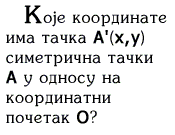 Које координате
има тачка A'(x,y)
симетрична тачки
A у односу на
координатни
почетак O?